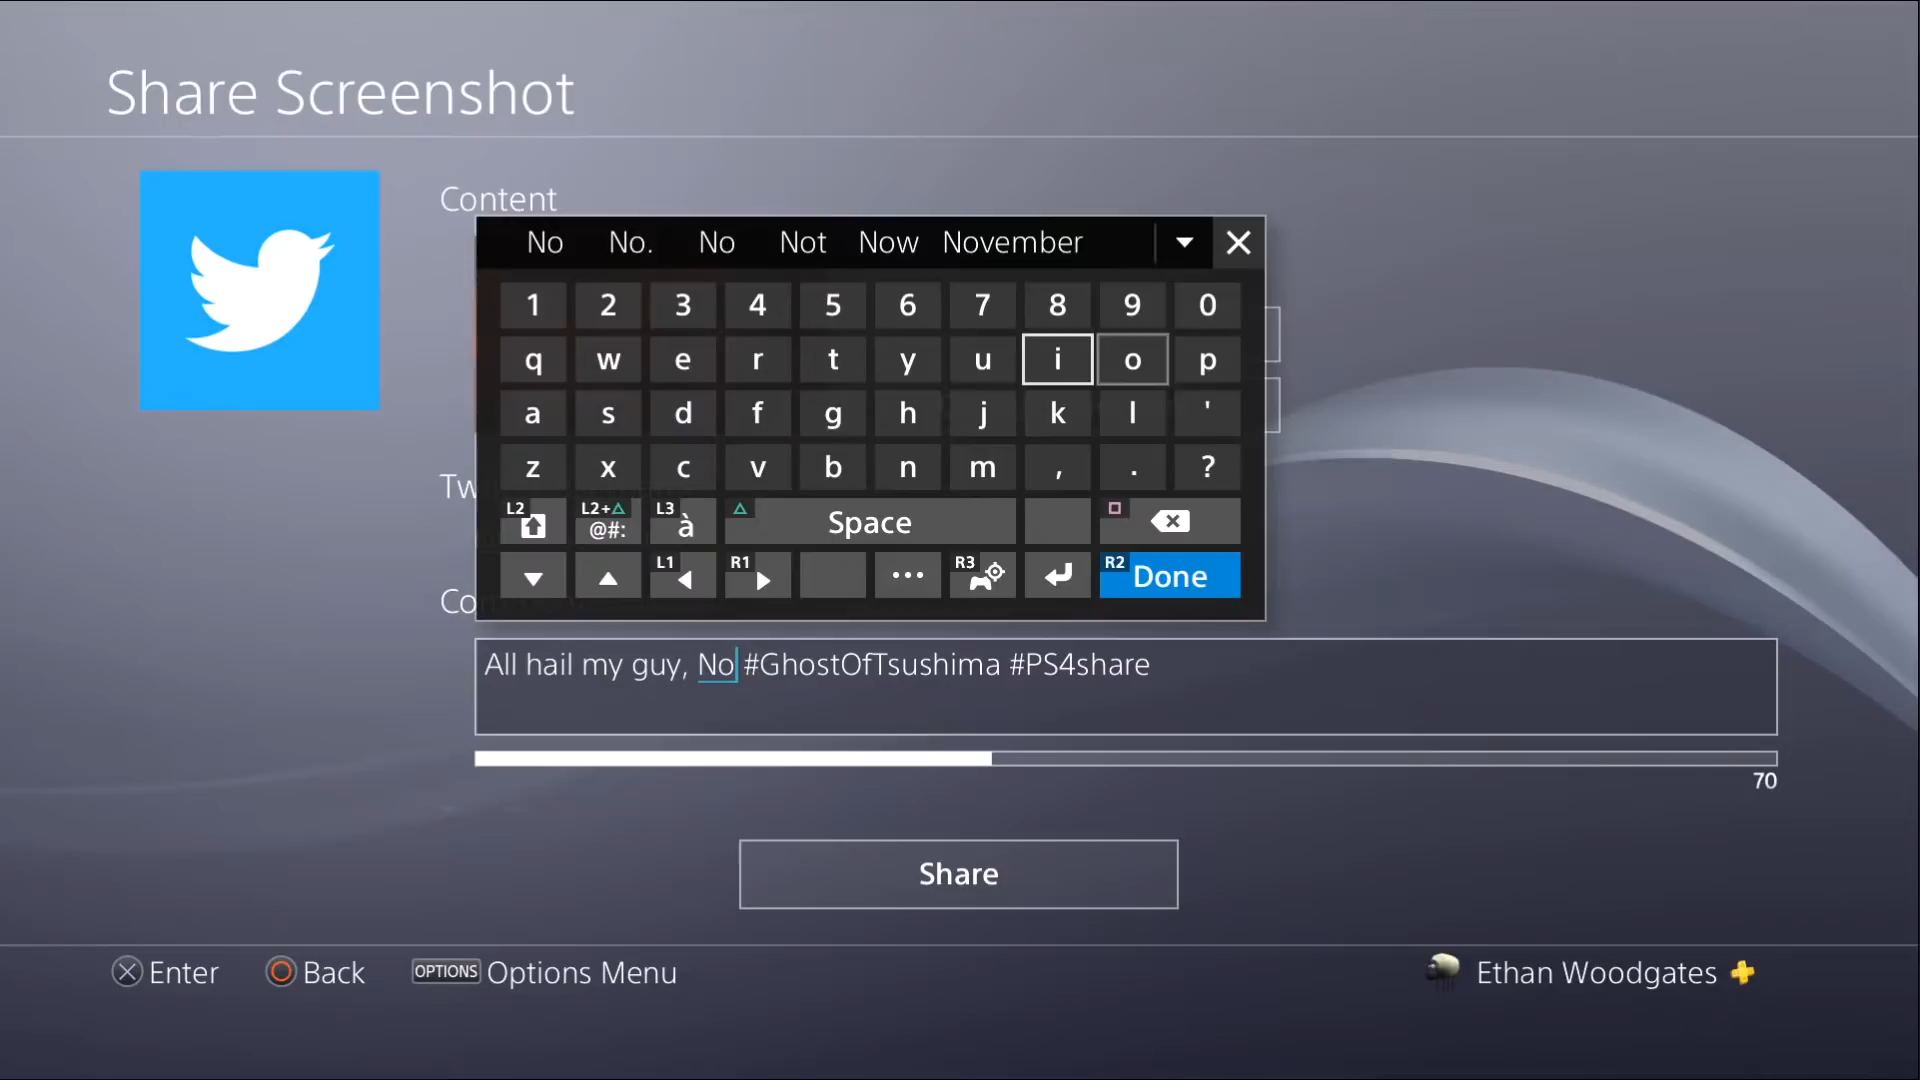 Share Screenshot
Content
No No. No Not Now November
1 2 3 4 5 6 7 8 9 0
q w e r t y u i o p
a s d f g h j k l '
z x c v b n m , . ?
L2 L2+△ @#: L3 à △ Space
L1 R1 ... R3 R2 Done
Tw
Co
All hail my guy, No #GhostOfTsushima #PS4share
70
Share
Enter Back OPTIONS Options Menu Ethan Woodgates